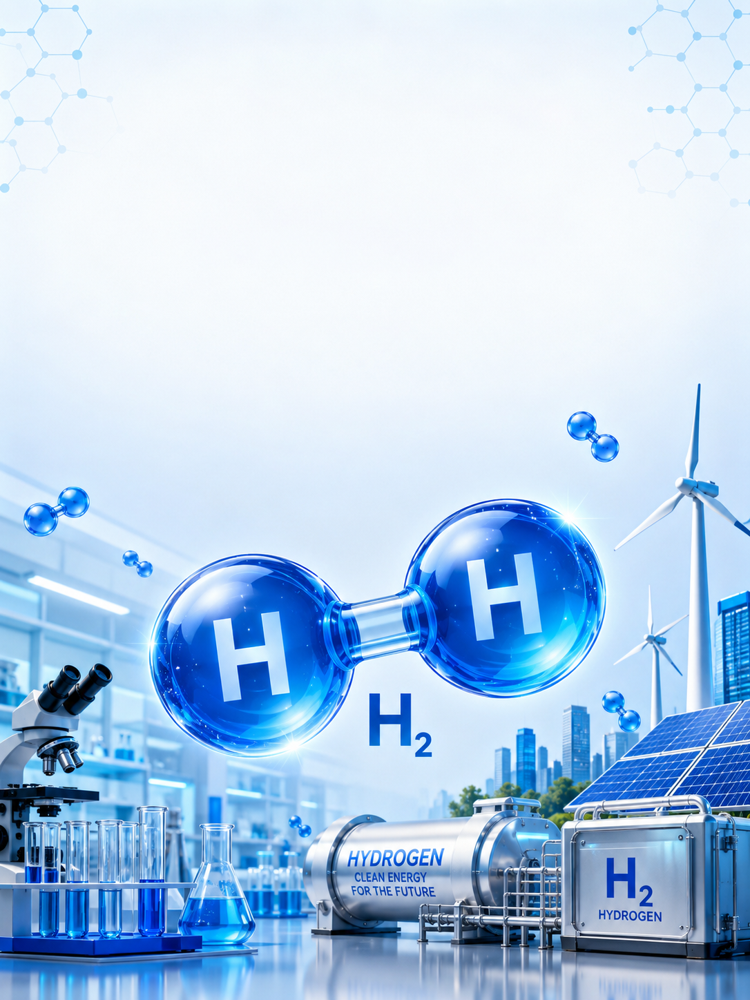 H
H
H₂
HYDROGEN
CLEAN ENERGY
FOR THE FUTURE
H₂
HYDROGEN